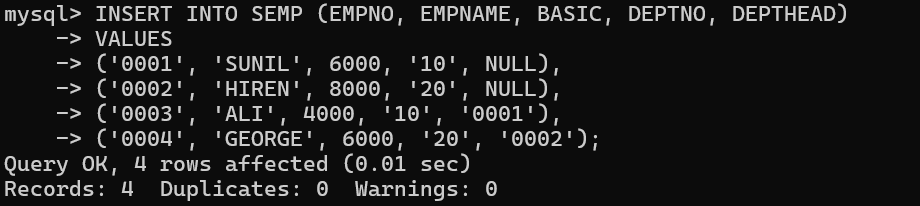 mysql> INSERT INTO SEMP (EMPNO, EMPNAME, BASIC, DEPTNO, DEPTHEAD)
    -> VALUES
    -> ('0001', 'SUNIL', 6000, '10', NULL),
    -> ('0002', 'HIREN', 8000, '20', NULL),
    -> ('0003', 'ALI', 4000, '10', '0001'),
    -> ('0004', 'GEORGE', 6000, '20', '0002');
Query OK, 4 rows affected (0.01 sec)
Records: 4  Duplicates: 0  Warnings: 0